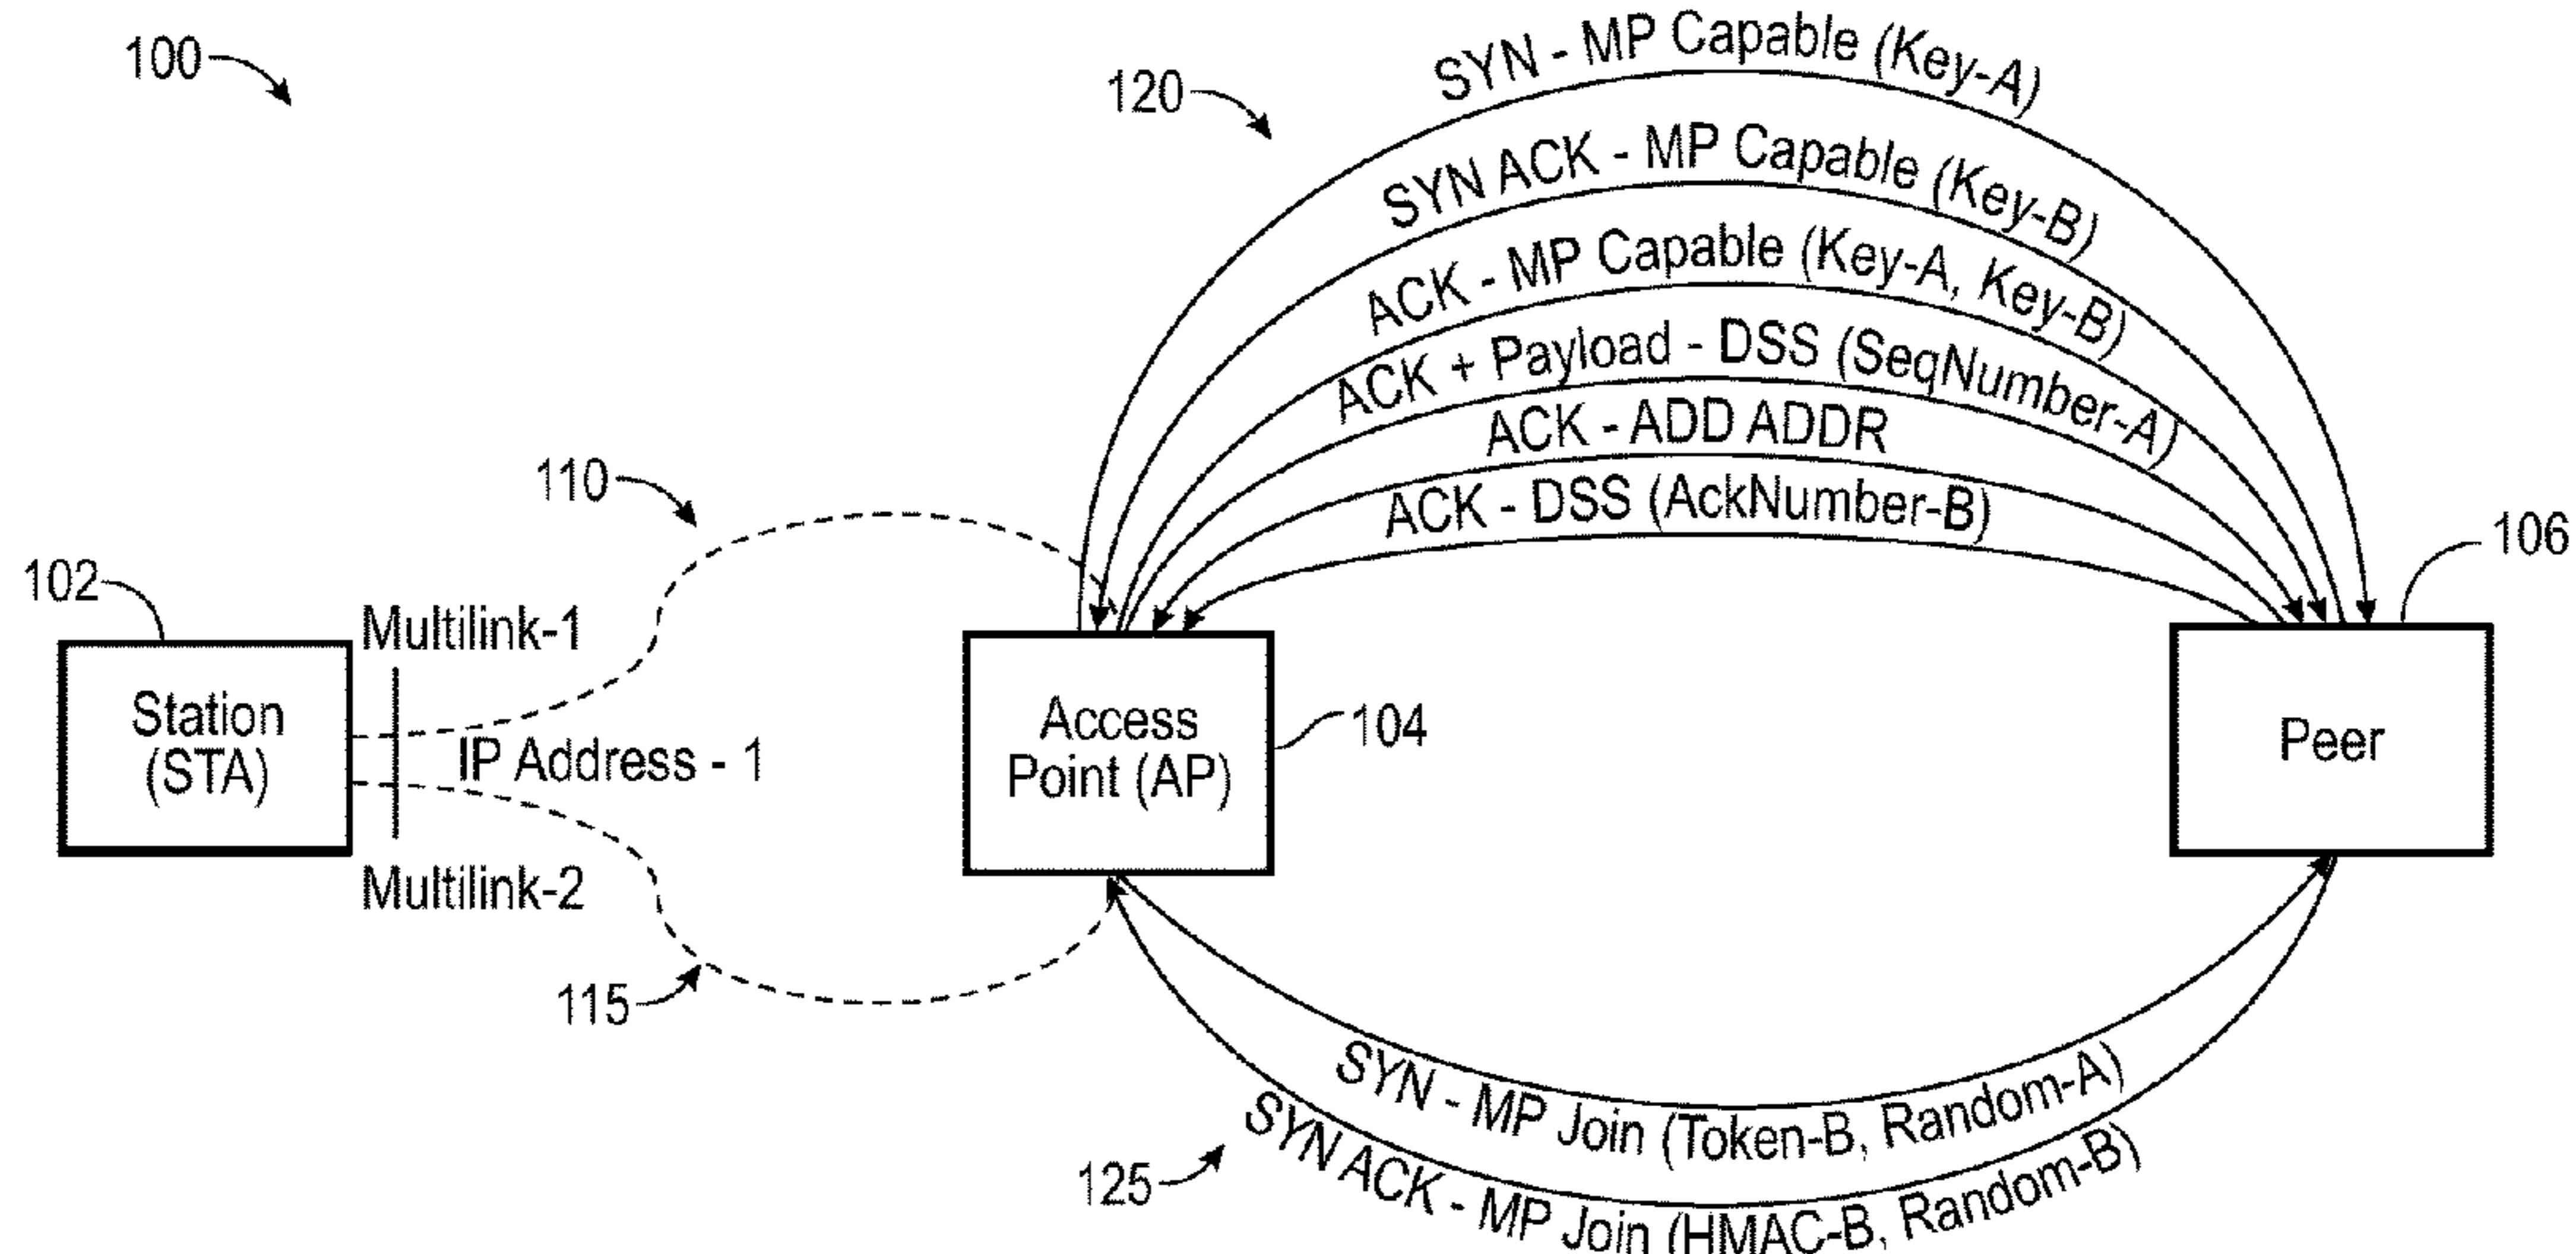 100
120
SYN - MP Capable (Key-A)
SYN ACK - MP Capable (Key-B)
ACK - MP Capable (Key-A, Key-B)
ACK + Payload - DSS (SeqNumber-A)
ACK - ADD ADDR
ACK - DSS (AckNumber-B)
110
106
102
Multilink-1
Station
(STA)
IP Address - 1
Multilink-2
Access
Point (AP)
104
Peer
115
SYN - MP Join (Token-B, Random-A)
125
SYN ACK - MP Join (HMAC-B, Random-B)